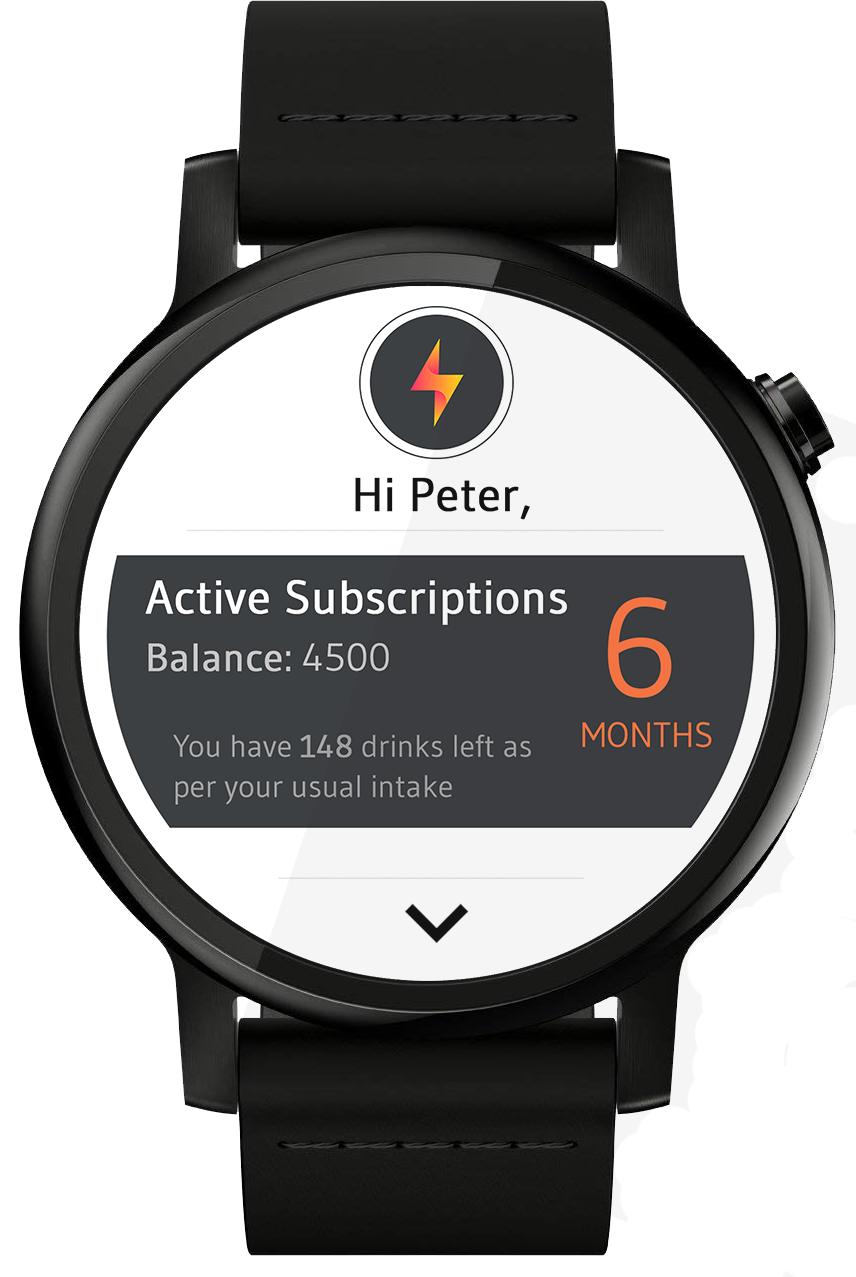 Hi Peter,
Active Subscriptions
Balance: 4500
6
MONTHS
You have 148 drinks left as
per your usual intake